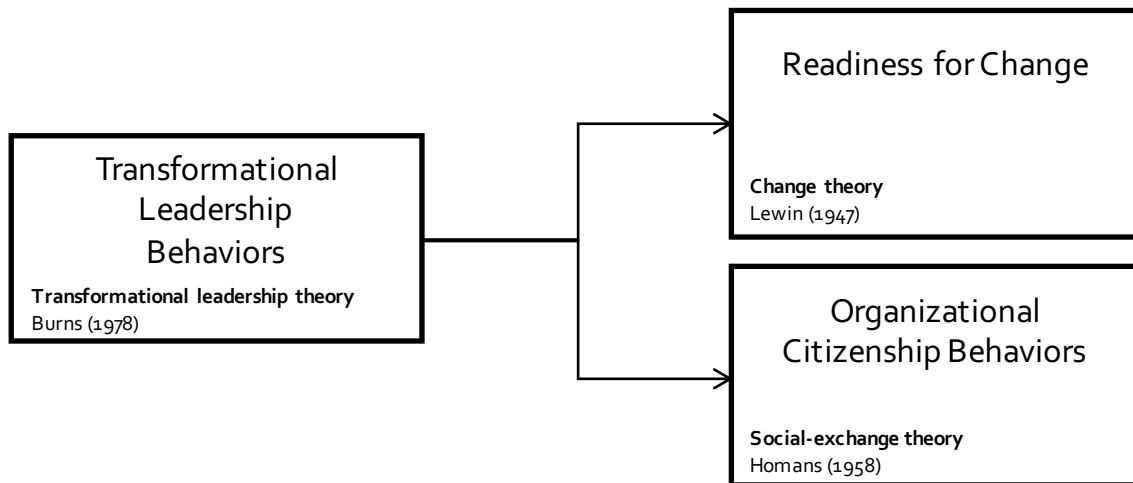 Transformational
Leadership
Behaviors
Transformational leadership theory
Burns (1978)
Readiness for Change
Change theory
Lewin (1947)
Organizational
Citizenship Behaviors
Social-exchange theory
Homans (1958)